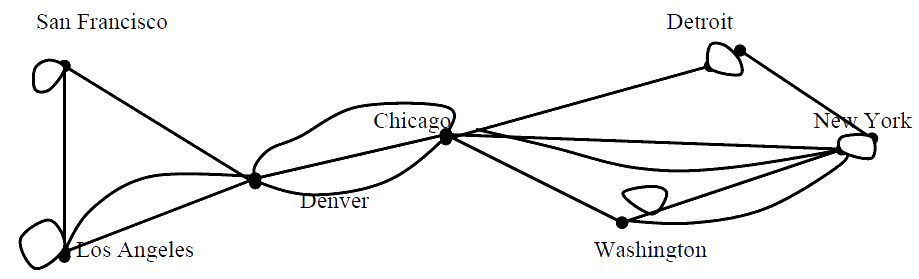 San Francisco
Detroit
Chicago
New York
Denver
Los Angeles
Washington